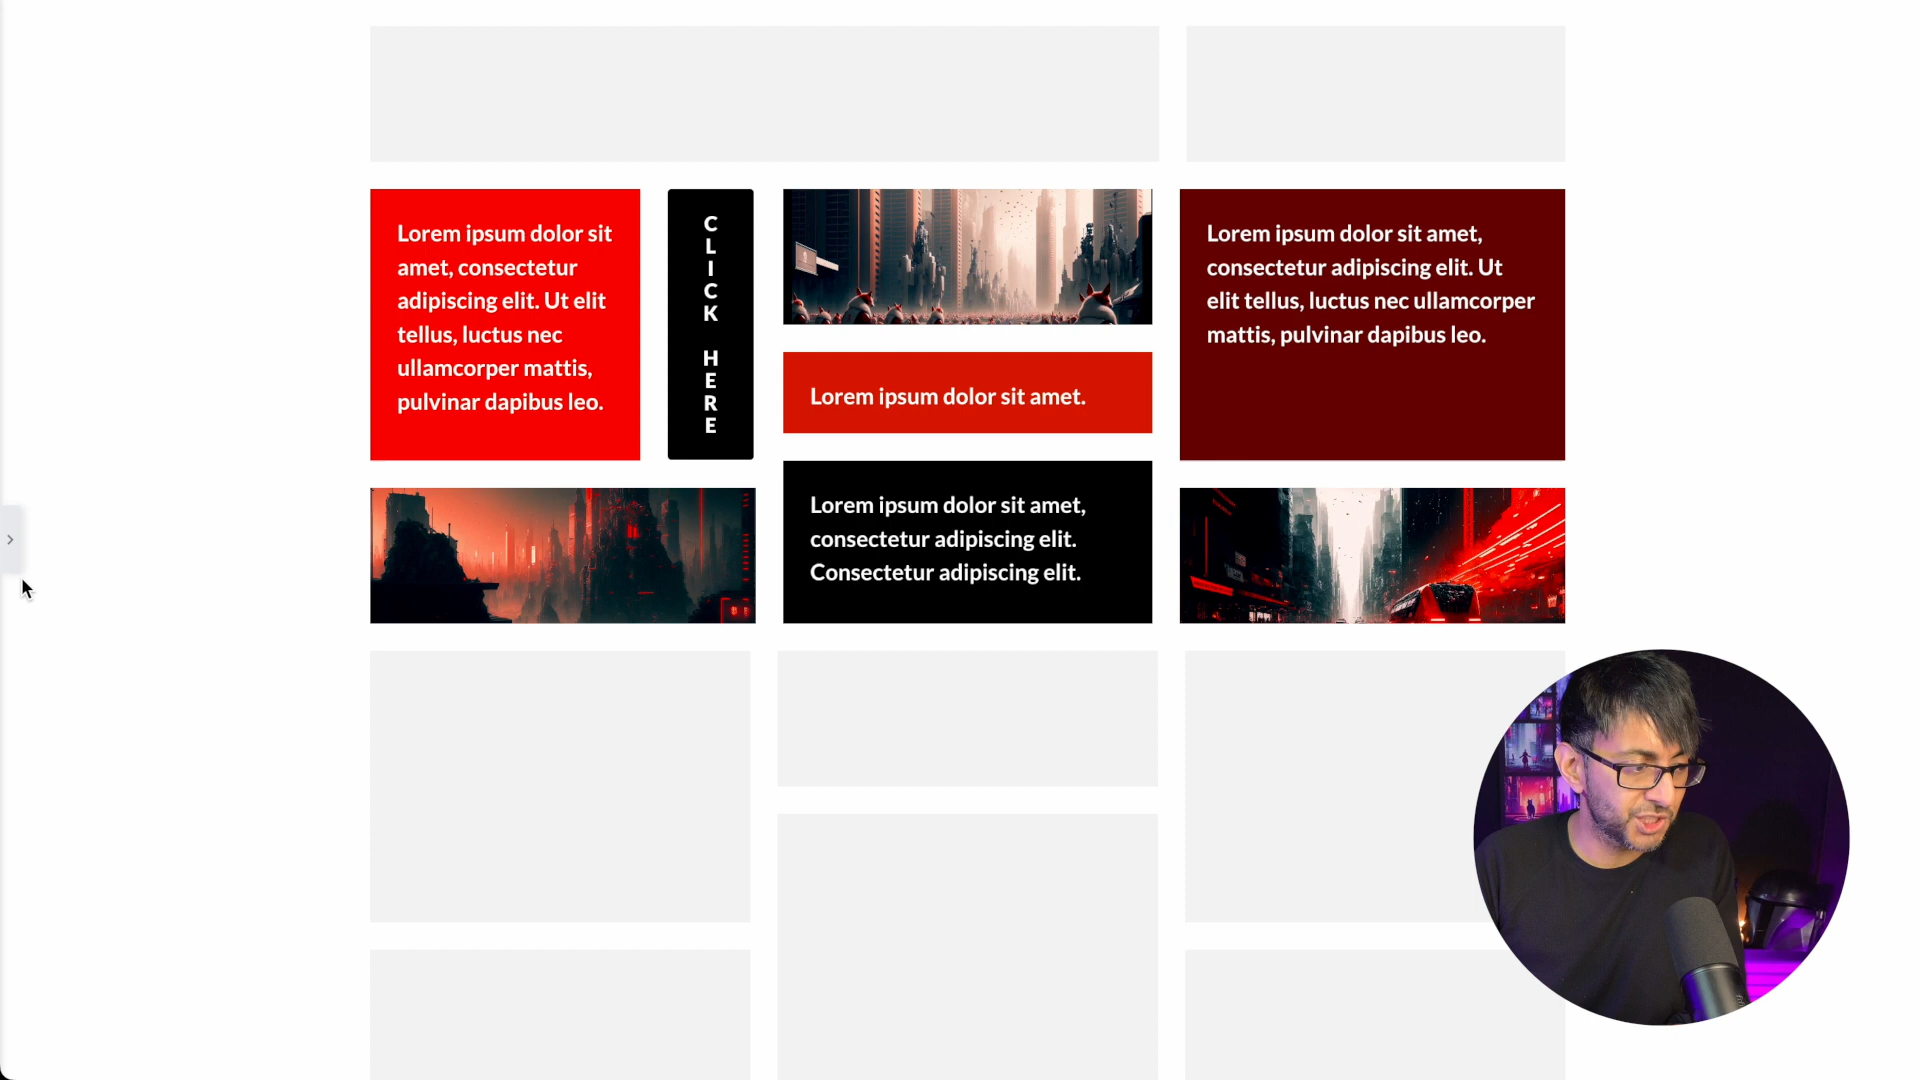 Lorem ipsum dolor sit
amet, consectetur
adipiscing elit. Ut elit
tellus, luctus nec
ullamcorper mattis,
pulvinar dapibus leo.
C
L
I
C
K
H
E
R
E
Lorem ipsum dolor sit amet.
Lorem ipsum dolor sit amet,
consectetur adipiscing elit.
Consectetur adipiscing elit.
Lorem ipsum dolor sit amet,
consectetur adipiscing elit. Ut
elit tellus, luctus nec ullamcorper
mattis, pulvinar dapibus leo.